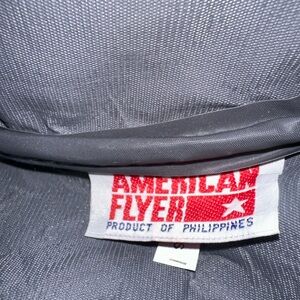 AMERICAN
FLYER
PRODUCT OF PHILIPPINES